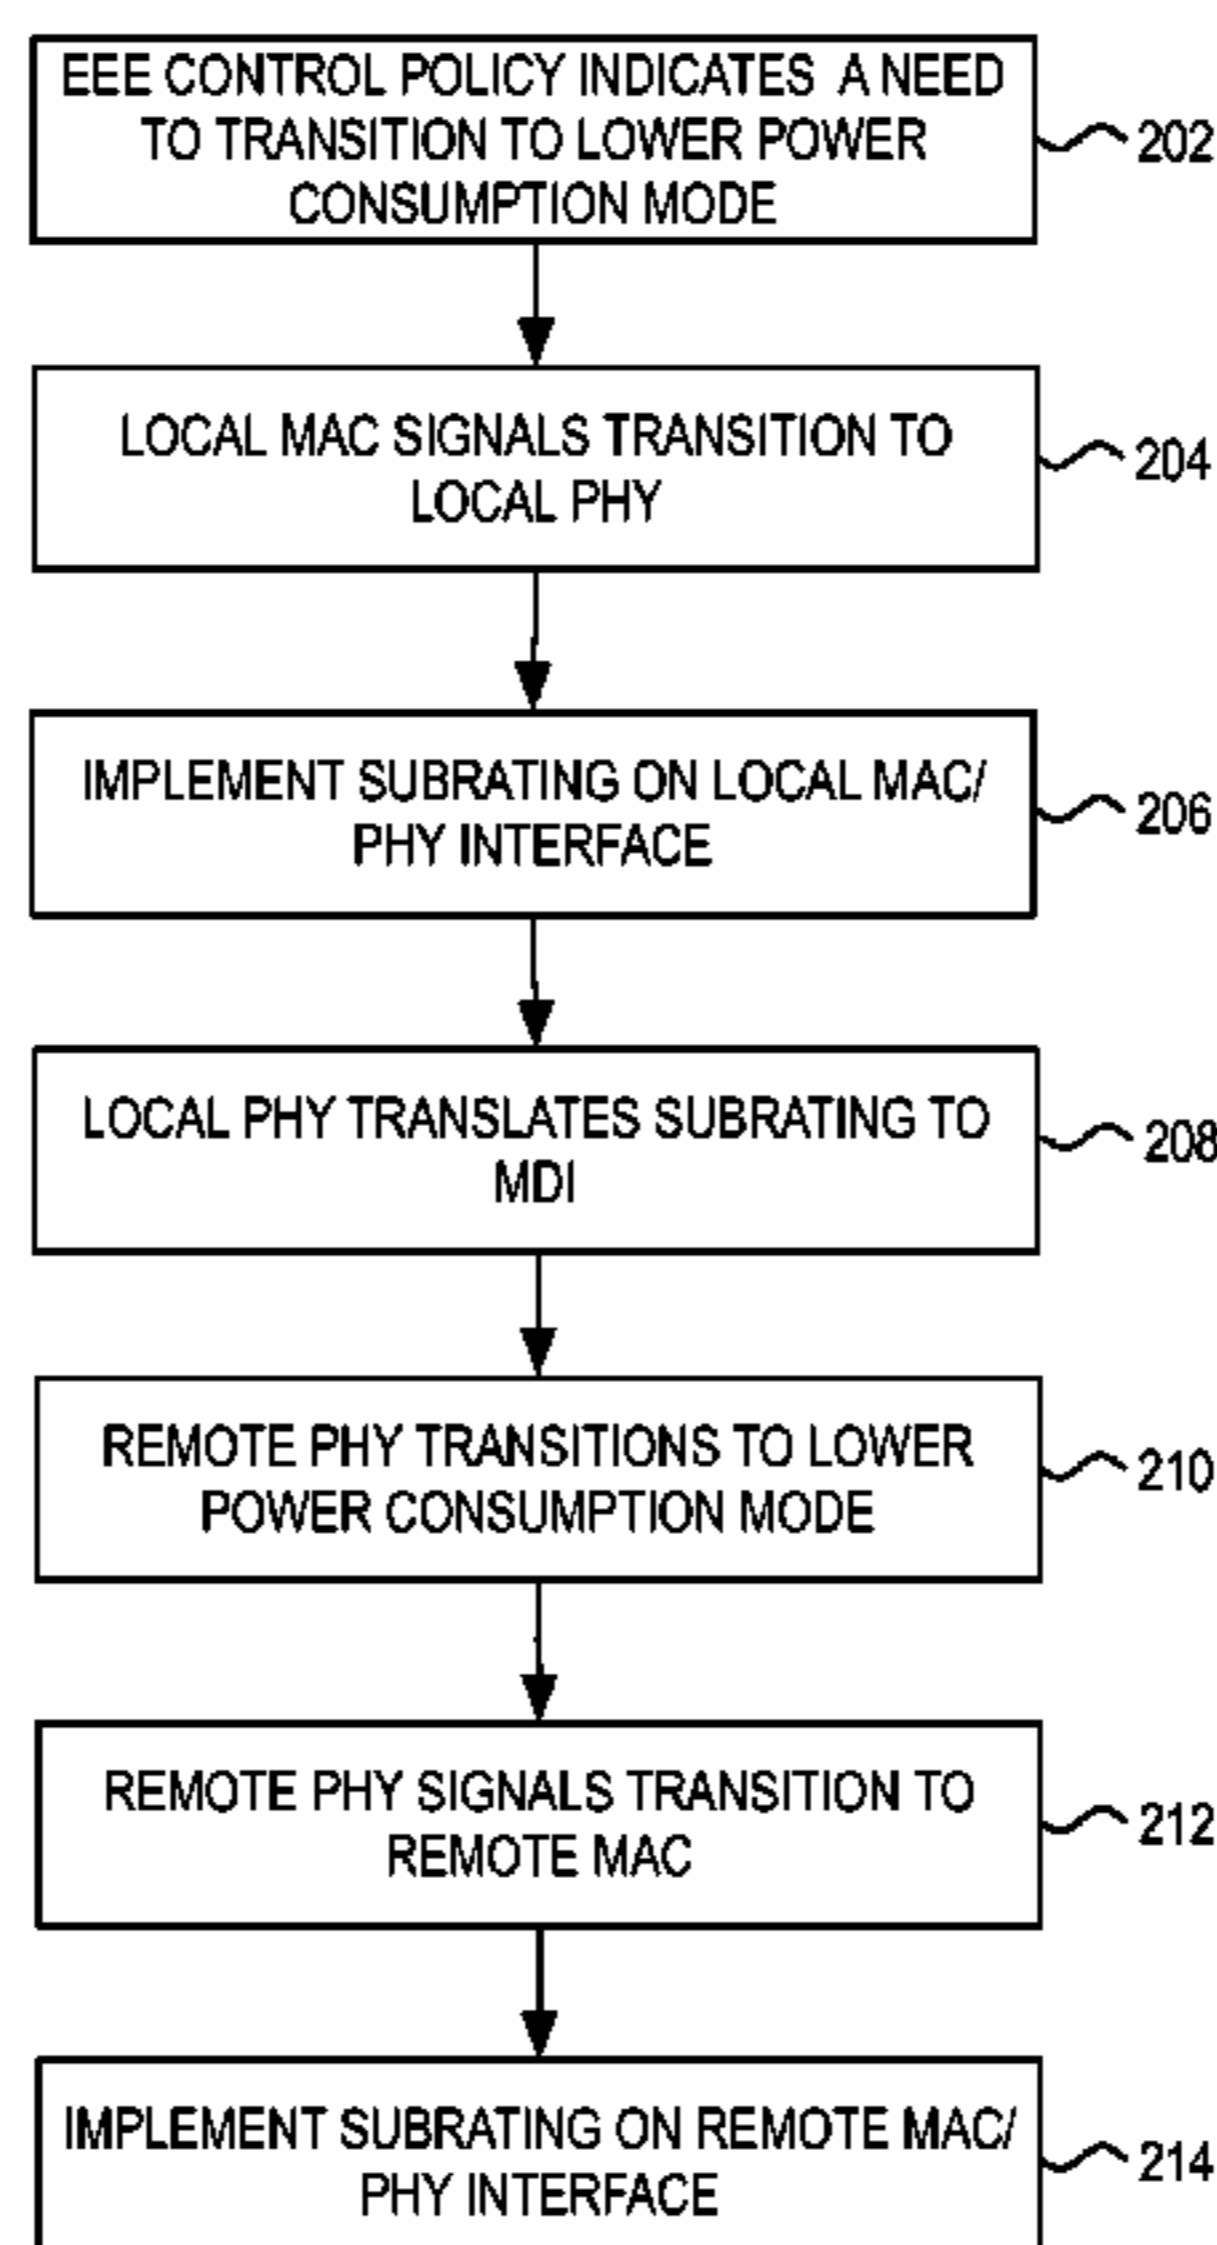 EEE CONTROL POLICY INDICATES A NEED
TO TRANSITION TO LOWER POWER
CONSUMPTION MODE
202
LOCAL MAC SIGNALS TRANSITION TO
LOCAL PHY
204
IMPLEMENT SUBRATING ON LOCAL MAC/
PHY INTERFACE
206
LOCAL PHY TRANSLATES SUBRATING TO
MDI
208
REMOTE PHY TRANSITIONS TO LOWER
POWER CONSUMPTION MODE
210
REMOTE PHY SIGNALS TRANSITION TO
REMOTE MAC
212
IMPLEMENT SUBRATING ON REMOTE MAC/
PHY INTERFACE
214